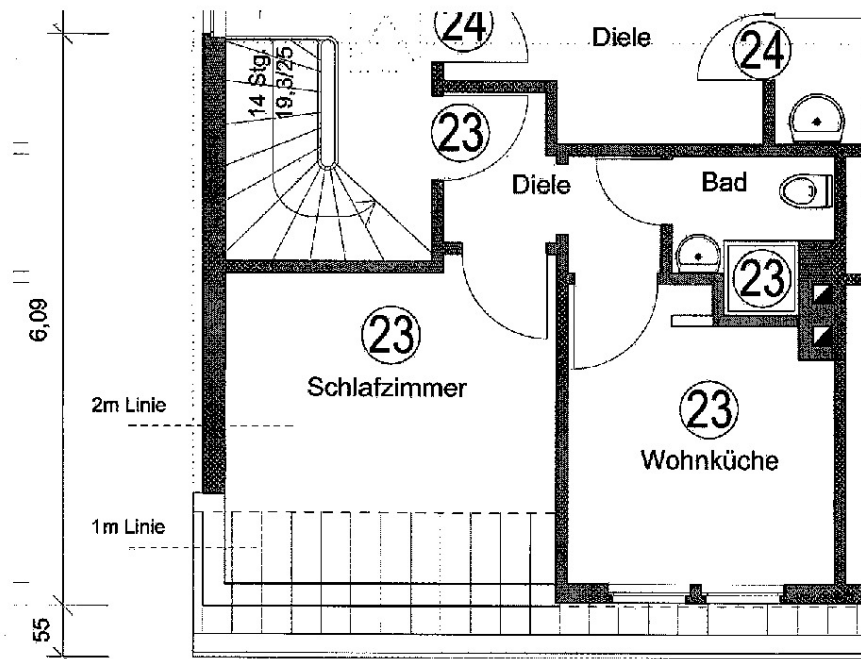 24
Diele
24
14 Stg.
19,3/25
23
Diele
Bad
23
6,09
23
Schlafzimmer
2m Linie
23
Wohnküche
1m Linie
55